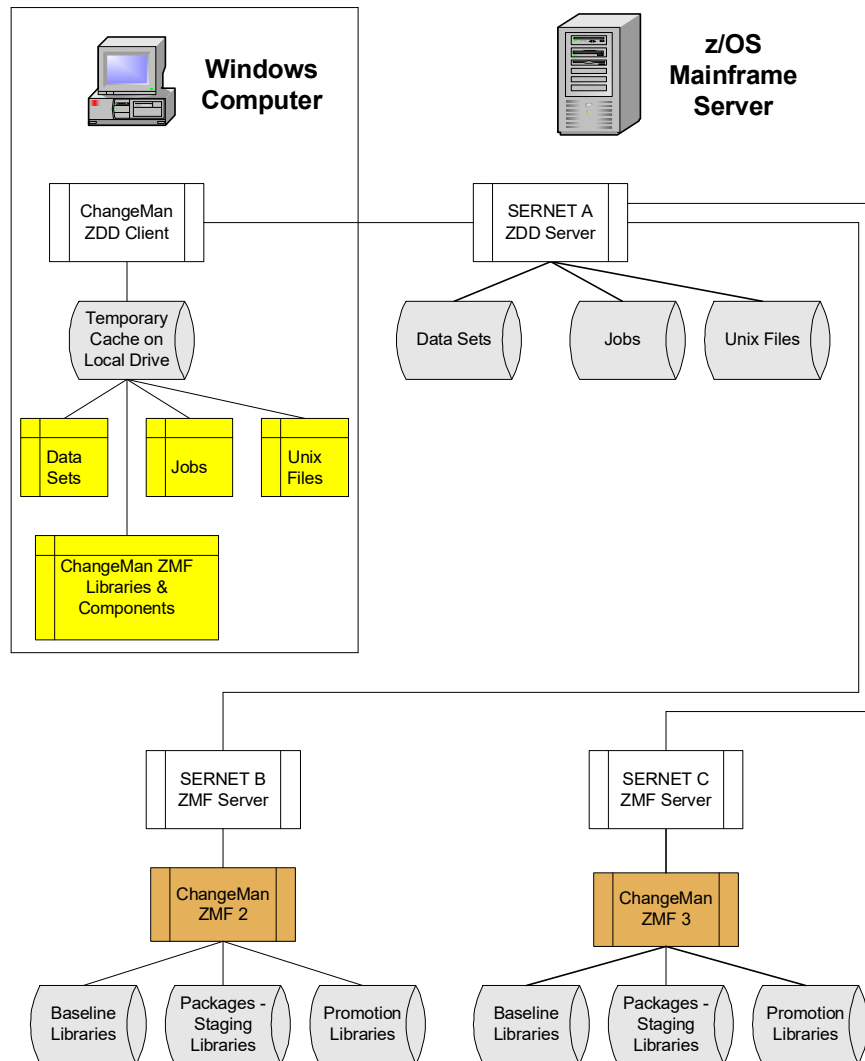 Windows
Computer
z/OS
Mainframe
Server
ChangeMan
ZDD Client
SERNET A
ZDD Server
Temporary
Cache on
Local Drive
Data Sets
Jobs
Unix Files
Data
Sets
Jobs
Unix
Files
ChangeMan ZMF
Libraries &
Components
SERNET B
ZMF Server
SERNET C
ZMF Server
ChangeMan
ZMF 2
ChangeMan
ZMF 3
Baseline
Libraries
Packages -
Staging
Libraries
Promotion
Libraries
Baseline
Libraries
Packages -
Staging
Libraries
Promotion
Libraries